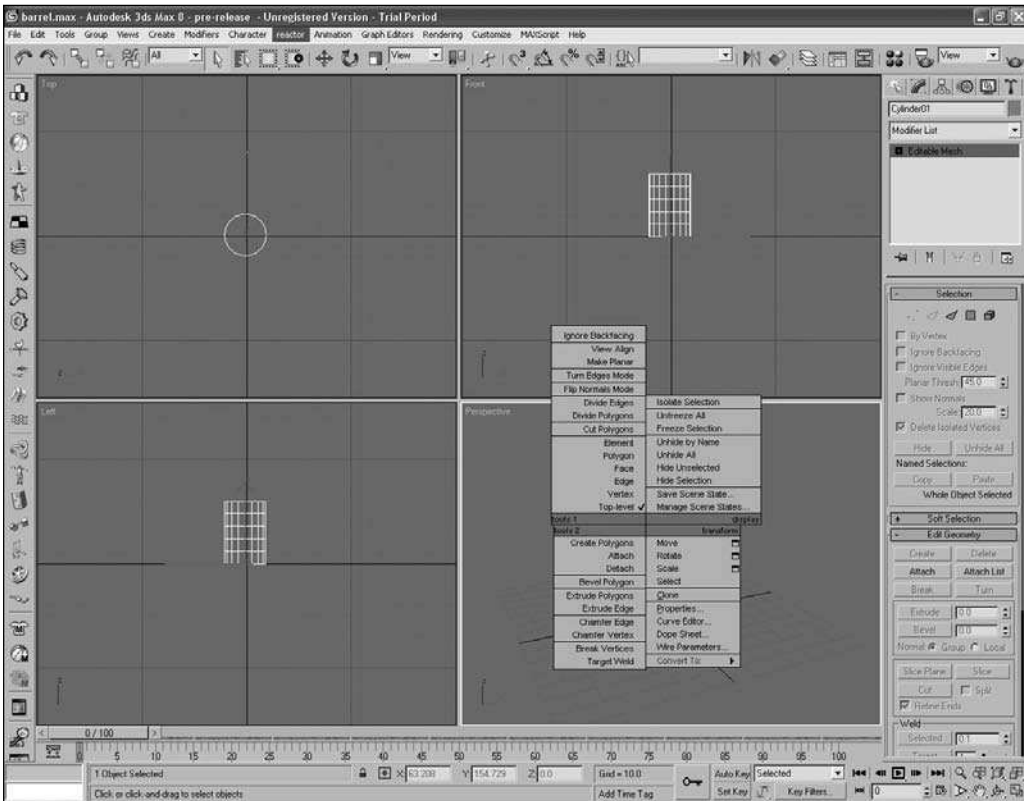 barrel.max - Autodesk 3ds Max 8 - pre-release - Unregistered Version - Trial Period
File Edit Tools Group Views Create Modifiers Character reactor Animation Graph Editors Rendering Customize MAXScript Help
All
View
View
Top
Front
Left
Perspective
Cylinder01
Modifier List
Editable Mesh
Selection
By Vertex
Ignore Backfacing
Ignore Visible Edges
Planar Thresh: 45.0
Show Normals
Scale: 20.0
Delete Isolated Vertices
Hide Unhide All
Named Selections:
Copy Paste
Whole Object Selected
Soft Selection
Edit Geometry
Create Delete
Attach Attach List
Break Turn
Extrude 0.0
Bevel 0.0
Normal: Group Local
Slice Plane Slice
Cut Split
Refine Ends
Weld
Selected 0.1
Target
Ignore Backfacing
View Align
Make Planar
Turn Edges Mode
Flip Normals Mode
Divide Edges
Divide Polygons
Cut Polygons
Element
Polygon
Face
Edge
Vertex
Top-level
tools 1
Isolate Selection
Unfreeze All
Freeze Selection
Unhide by Name
Unhide All
Hide Unselected
Hide Selection
Save Scene State...
Manage Scene States...
display
tools 2
Create Polygons
Attach
Detach
Bevel Polygon
Extrude Polygons
Extrude Edge
Chamfer Edge
Chamfer Vertex
Break Vertices
Target Weld
transform
Move
Rotate
Scale
Select
Clone
Properties...
Curve Editor...
Dope Sheet...
Wire Parameters...
Convert To:
0 / 100
0 5 10 15 20 25 30 35 40 45 50 55 60 65 70 75 80 85 90 95 100
1 Object Selected
X 63.208 Y 154.729 Z 0.0
Grid = 10.0
Auto Key Selected
Click or click-and-drag to select objects
Add Time Tag
Set Key Key Filters...
0